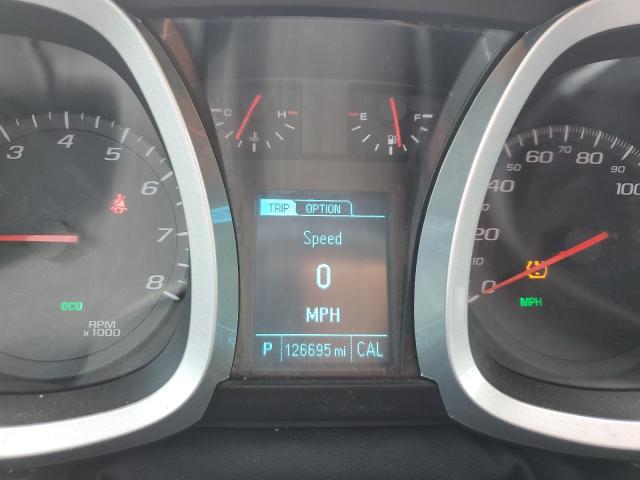 C H E F
3 4 5 6 7 8
eco
RPM
x 1000
TRIP OPTION
Speed
0
MPH
P 126695 mi CAL
0 10 20 30 40 50 60 70 80 90 100
MPH